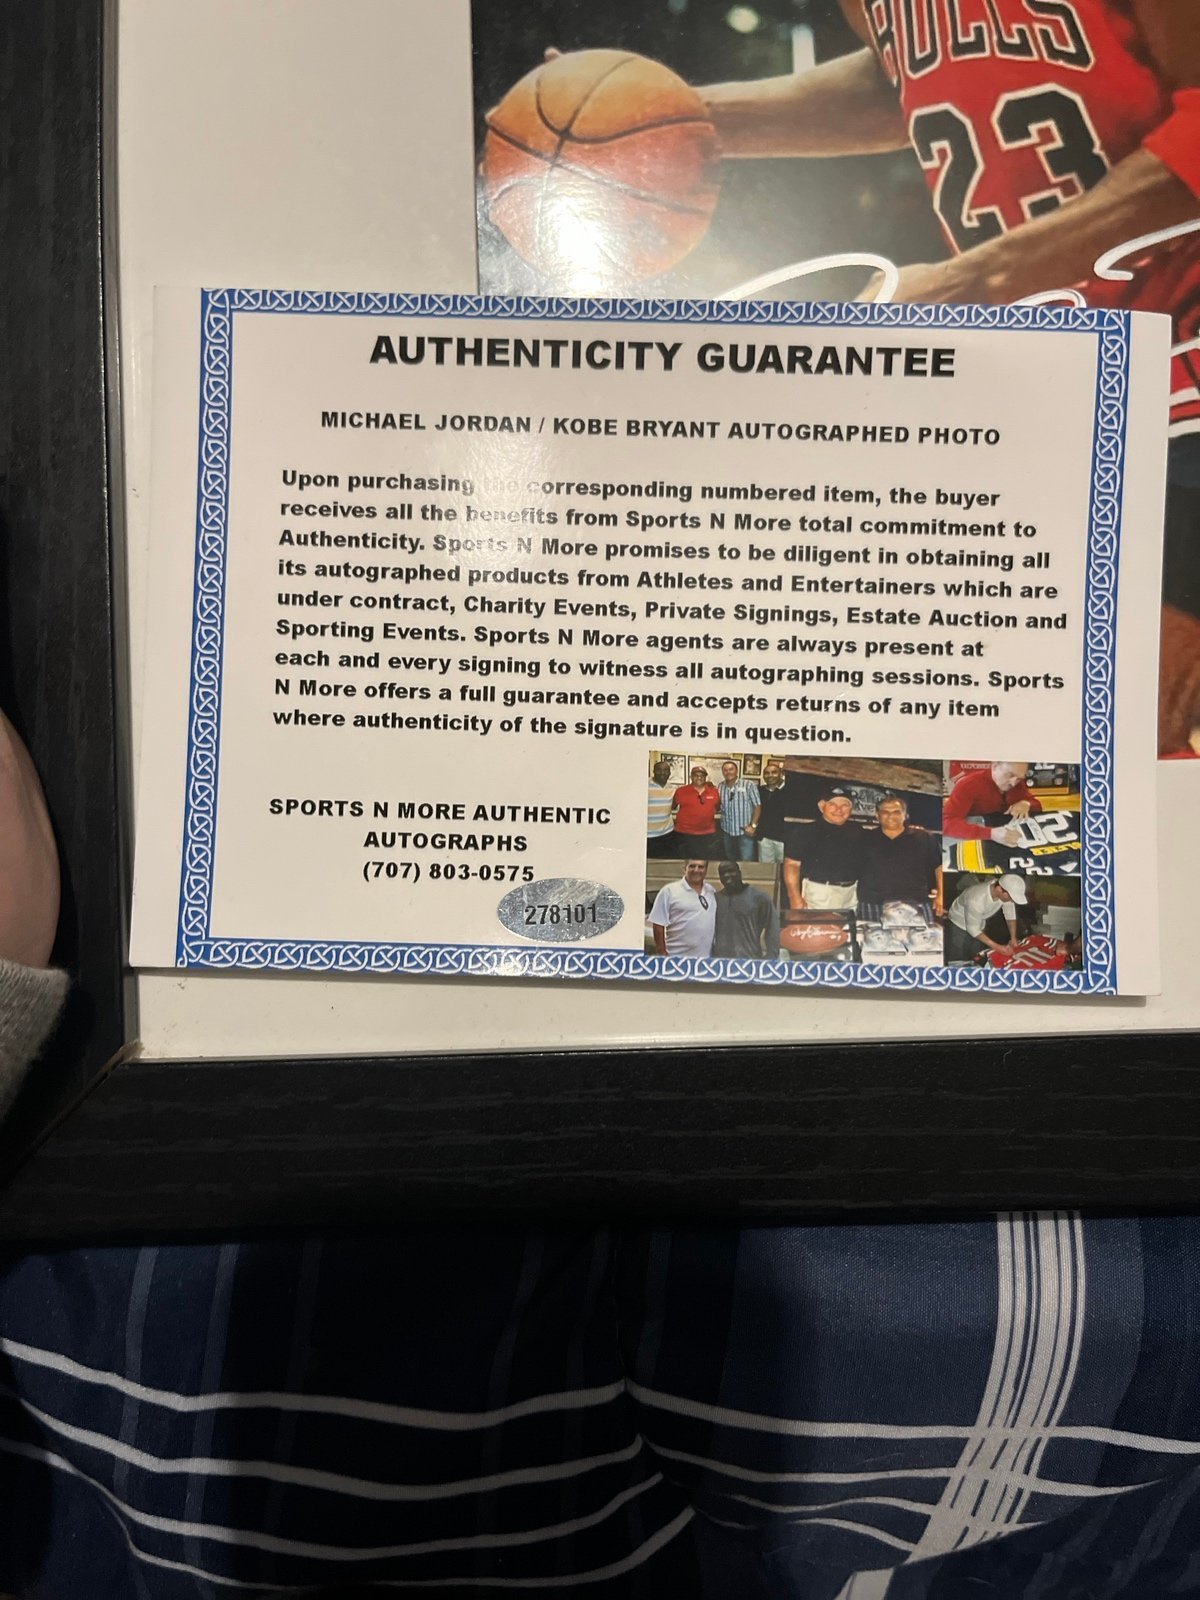 BULLS
23
AUTHENTICITY GUARANTEE
MICHAEL JORDAN / KOBE BRYANT AUTOGRAPHED PHOTO
Upon purchasing the corresponding numbered item, the buyer
receives all the benefits from Sports N More total commitment to
Authenticity. Sports N More promises to be diligent in obtaining all
its autographed products from Athletes and Entertainers which are
under contract, Charity Events, Private Signings, Estate Auction and
Sporting Events. Sports N More agents are always present at
each and every signing to witness all autographing sessions. Sports
N More offers a full guarantee and accepts returns of any item
where authenticity of the signature is in question.
SPORTS N MORE AUTHENTIC
AUTOGRAPHS
(707) 803-0575
278101